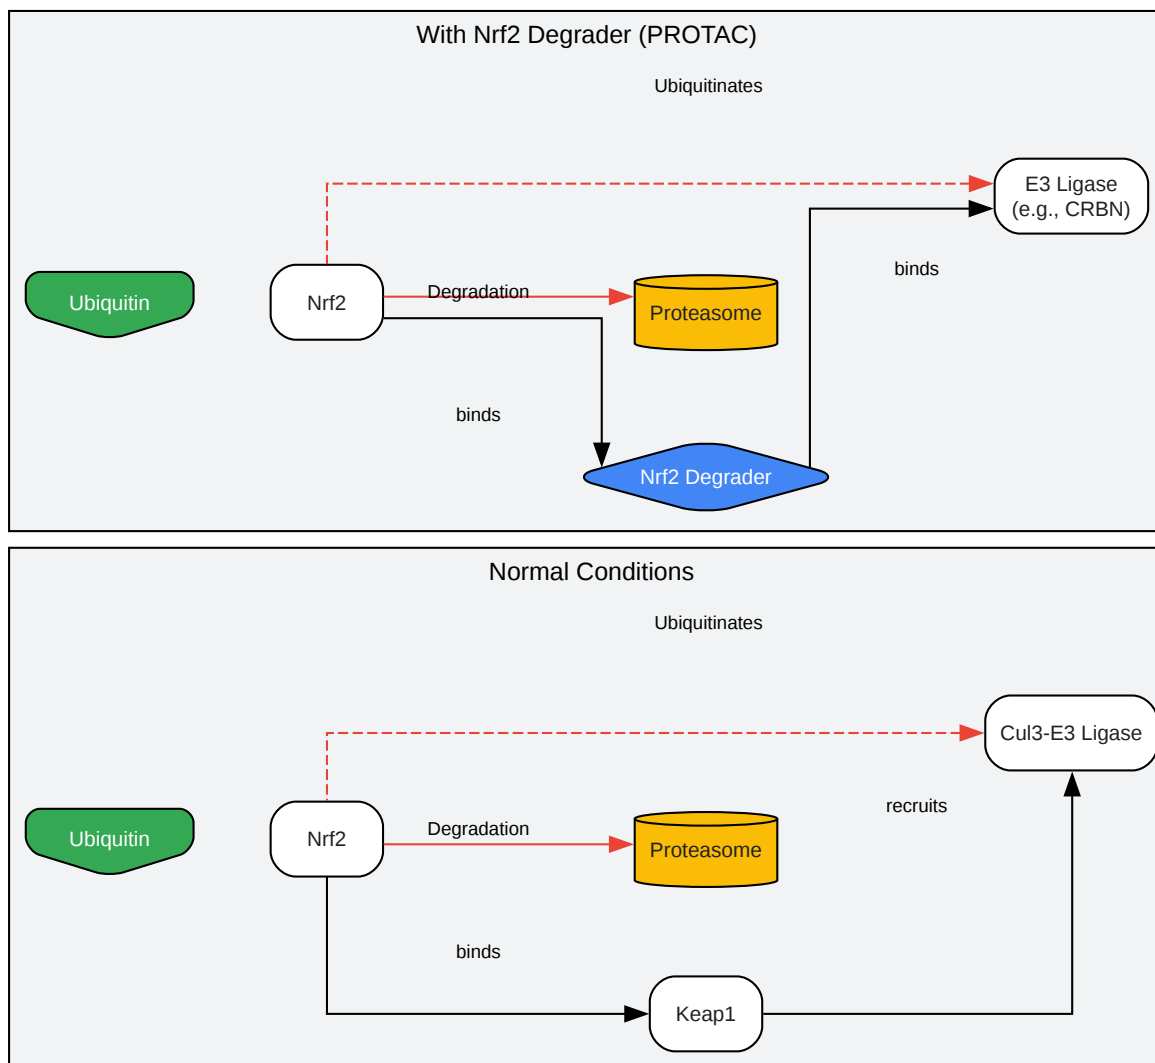 With Nrf2 Degrader (PROTAC)
Ubiquitinates
E3 Ligase
(e.g., CRBN)
binds
Ubiquitin
Nrf2
Degradation
Proteasome
binds
Nrf2 Degrader
Normal Conditions
Ubiquitinates
Cul3-E3 Ligase
recruits
Ubiquitin
Nrf2
Degradation
Proteasome
binds
Keap1